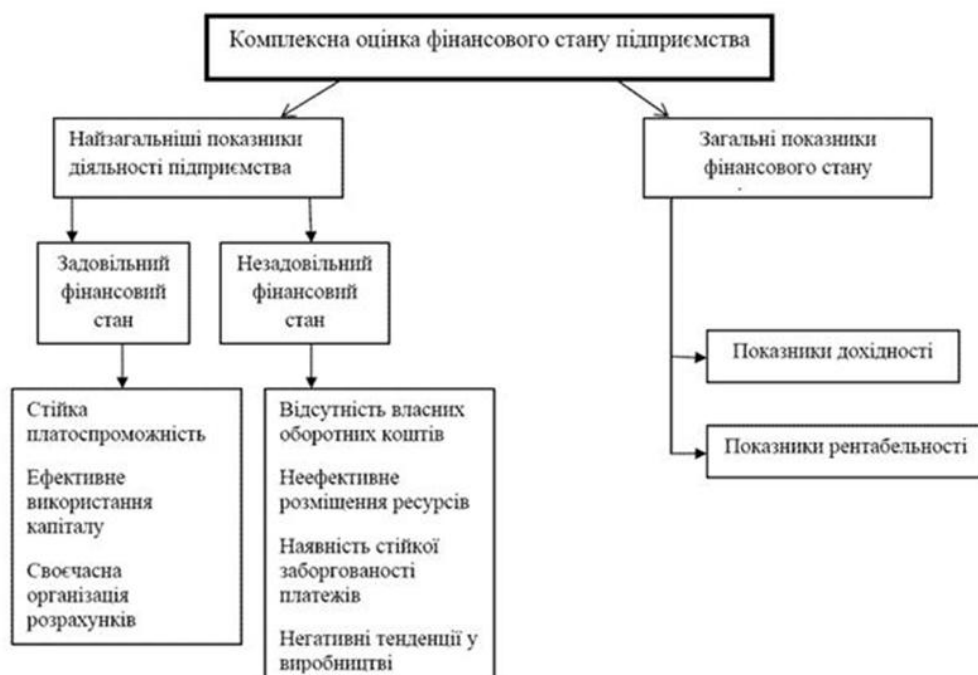 Комплексна оцінка фінансового стану підприємства
Найзагальніші показники
діяльності підприємства
Загальні показники
фінансового стану
Задовільний
фінансовий
стан
Незадовільний
фінансовий
стан
Показники дохідності
Показники рентабельності
Стійка
платоспроможність
Ефективне
використання
капіталу
Своєчасна
організація
розрахунків
Відсутність власних
оборотних коштів
Неефективне
розміщення ресурсів
Наявність стійкої
заборгованості
платежів
Негативні тенденції у
виробництві